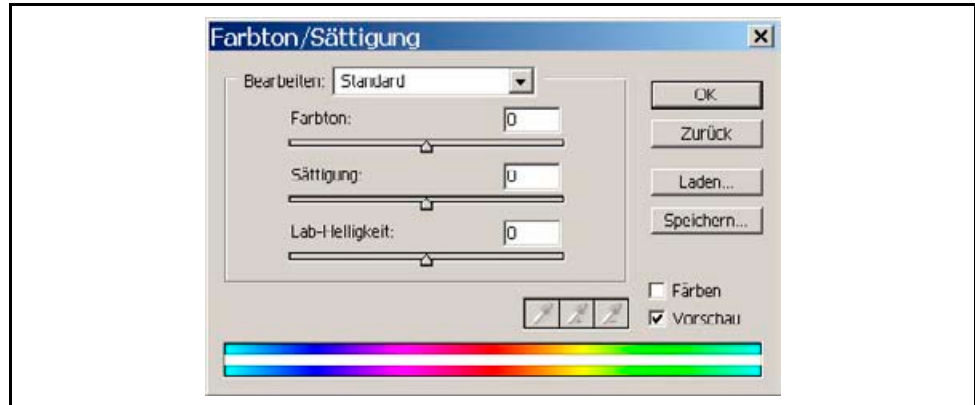 Farbton/Sättigung
Bearbeiten: Standard
Farbton: 0
Sättigung: 0
Lab-Helligkeit: 0
OK
Zurück
Laden...
Speichern...
Färben
Vorschau